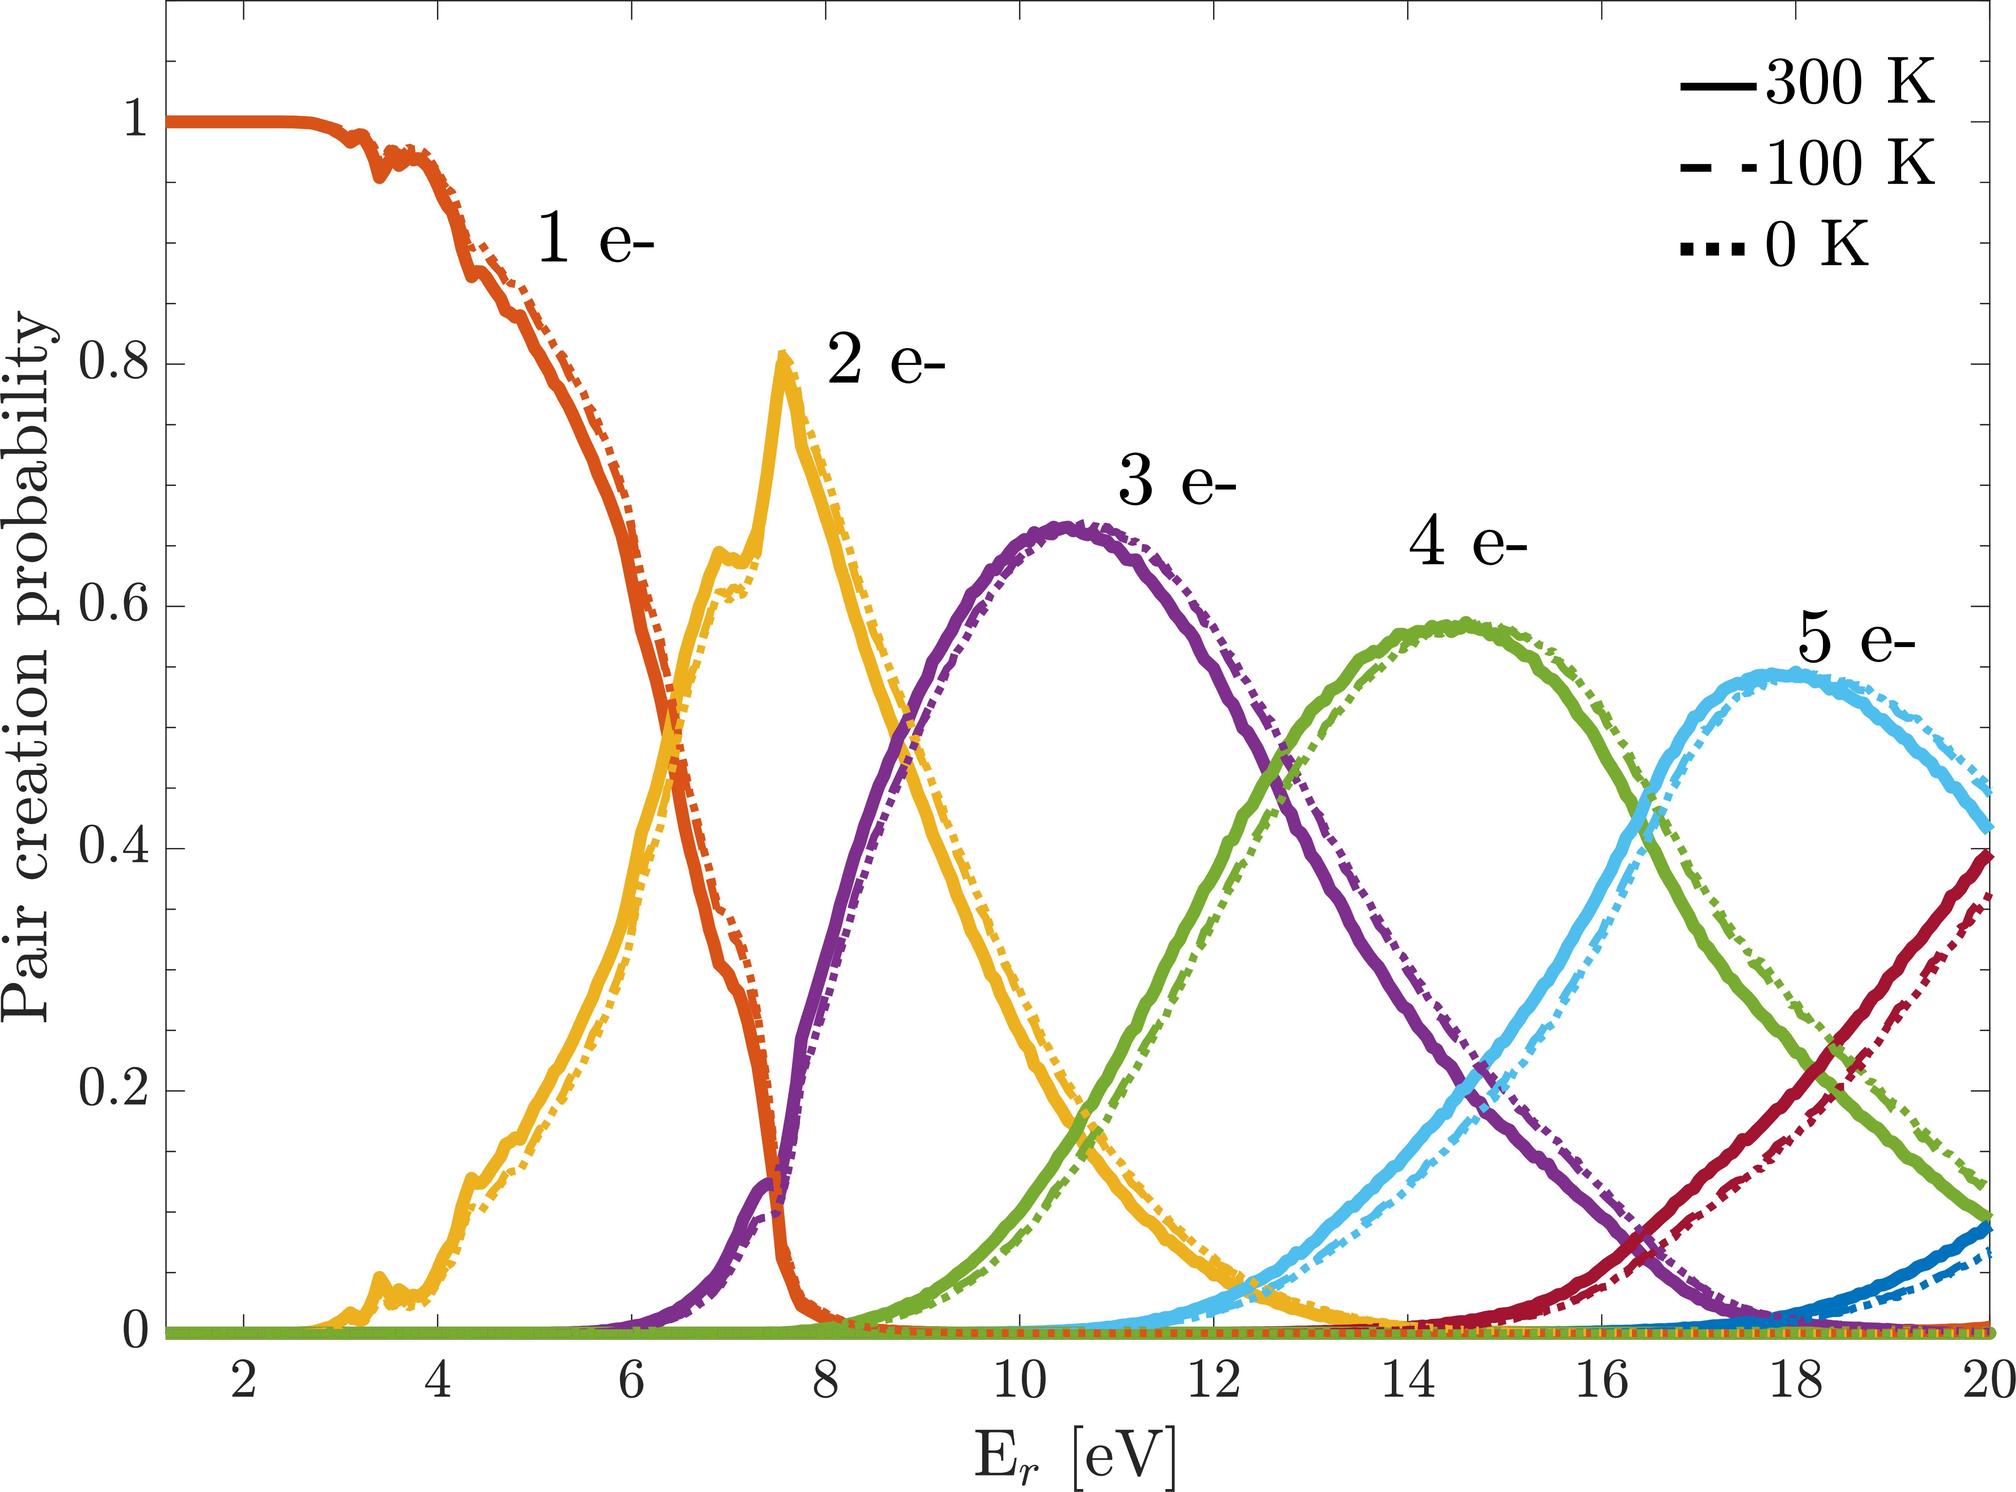 300 K
100 K
0 K
1 e-
2 e-
3 e-
4 e-
5 e-
Pair creation probability
1
0.8
0.6
0.4
0.2
0
2 4 6 8 10 12 14 16 18 20
E_r [eV]